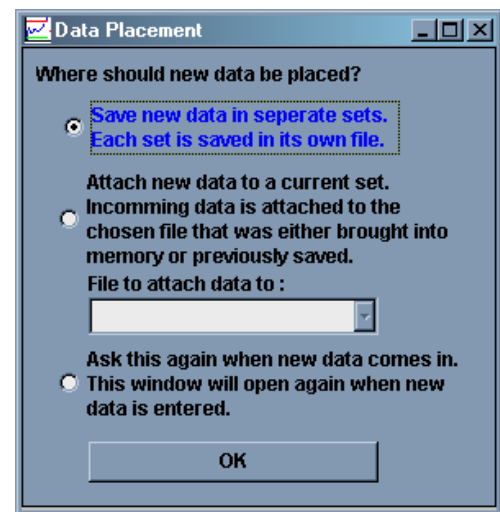 Data Placement
Where should new data be placed?
Save new data in seperate sets.
Each set is saved in its own file.
Attach new data to a current set.
Incomming data is attached to the
chosen file that was either brought into
memory or previously saved.
File to attach data to :
Ask this again when new data comes in.
This window will open again when new
data is entered.
OK